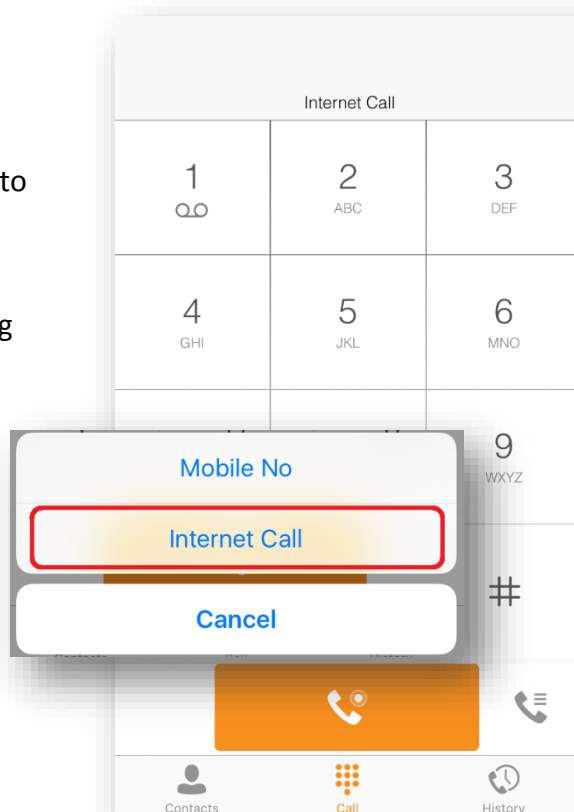 Internet Call
to
1
2
ABC
3
DEF
4
GHI
5
JKL
6
MNO
g
9
WXYZ
Mobile No
Internet Call
#
Cancel
Contacts
Call
History